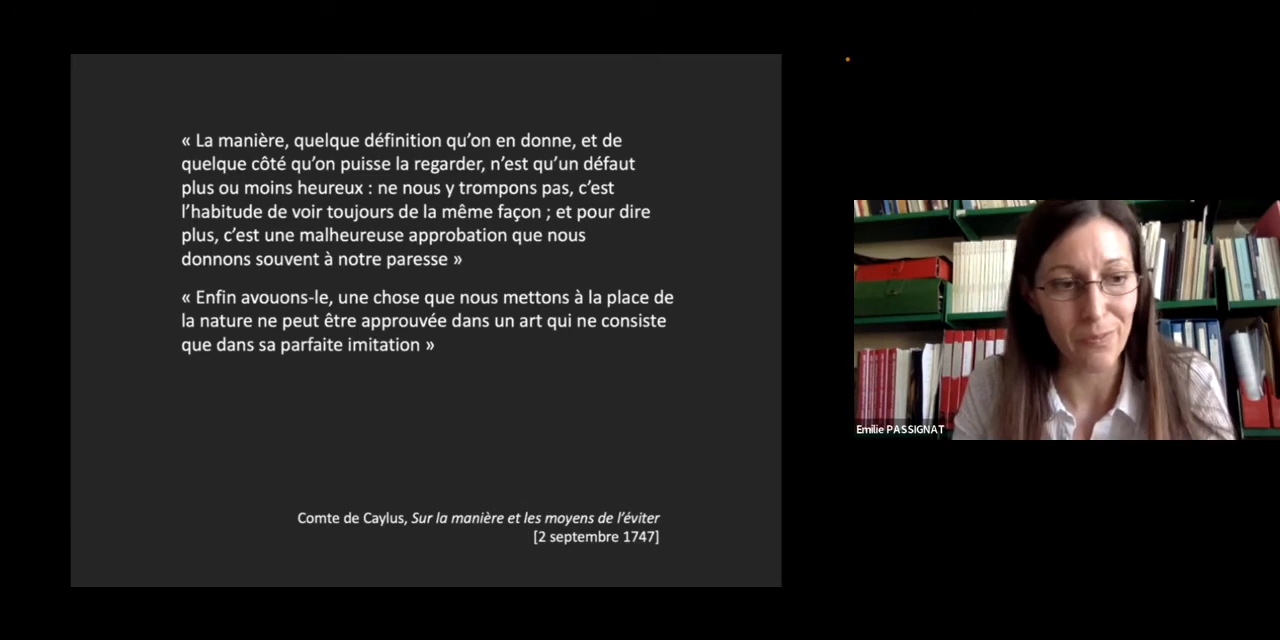 « La manière, quelque définition qu’on en donne, et de
quelque côté qu’on puisse la regarder, n’est qu’un défaut
plus ou moins heureux : ne nous y trompons pas, c’est
l’habitude de voir toujours de la même façon ; et pour dire
plus, c’est une malheureuse approbation que nous
donnons souvent à notre paresse »
« Enfin avouons-le, une chose que nous mettons à la place de
la nature ne peut être approuvée dans un art qui ne consiste
que dans sa parfaite imitation »
Comte de Caylus, Sur la manière et les moyens de l’éviter
[2 septembre 1747]
Emilie PASSIGNAT